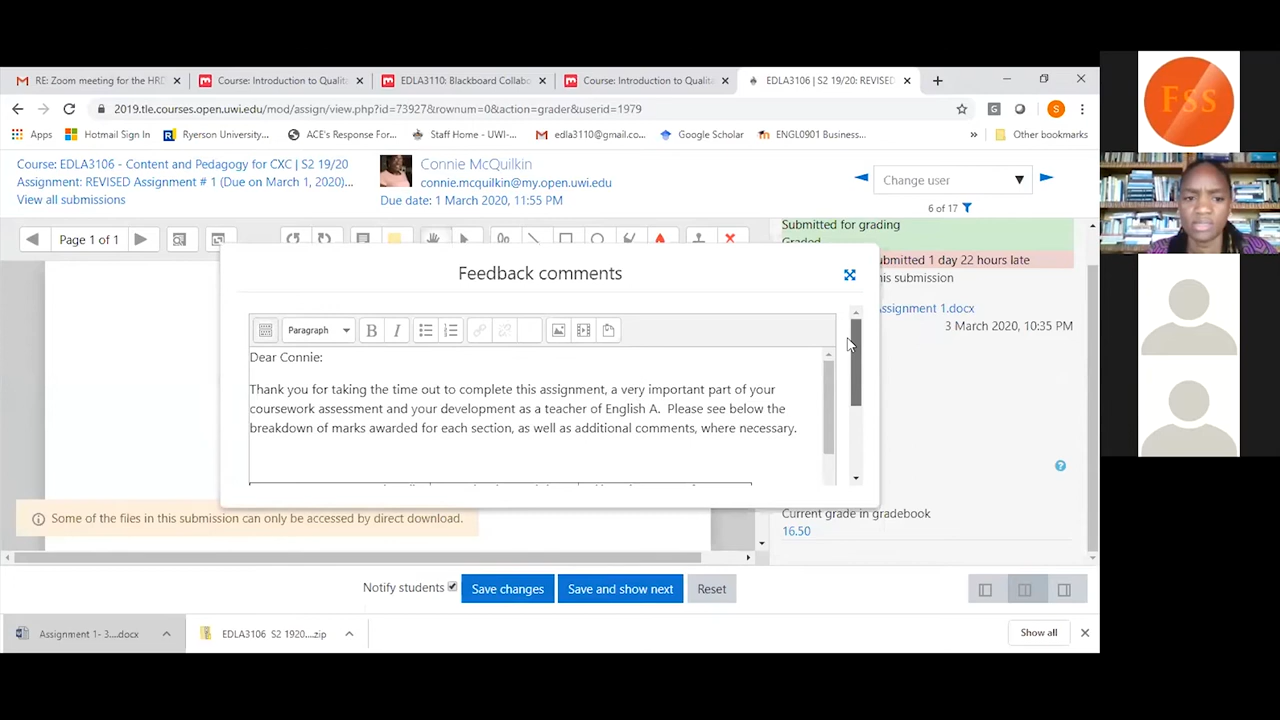 RE: Zoom meeting for the HRD
Course: Introduction to Qualit
EDLA3110: Blackboard Collabo
Course: Introduction to Qualita
EDLA3106 | S2 19/20: REVISED
2019.tle.courses.open.uwi.edu/mod/assign/view.php?id=73927&rownum=0&action=grader&userid=1979
G
S
Apps
Hotmail Sign In
Ryerson University...
ACE's Response For...
Staff Home - UWI-...
edla3110@gmail.co...
Google Scholar
ENGL0901 Business...
»
Other bookmarks
Course: EDLA3106 - Content and Pedagogy for CXC | S2 19/20
Assignment: REVISED Assignment # 1 (Due on March 1, 2020)...
View all submissions
Connie McQuilkin
connie.mcquilkin@my.open.uwi.edu
Due date: 1 March 2020, 11:55 PM
Change user
6 of 17
Page 1 of 1
Submitted for grading
Graded
ubmitted 1 day 22 hours late
his submission
Assignment 1.docx
3 March 2020, 10:35 PM
Feedback comments
Paragraph
B
I
Dear Connie:
Thank you for taking the time out to complete this assignment, a very important part of your
coursework assessment and your development as a teacher of English A. Please see below the
breakdown of marks awarded for each section, as well as additional comments, where necessary.
Some of the files in this submission can only be accessed by direct download.
Current grade in gradebook
16.50
Notify students
Save changes
Save and show next
Reset
Assignment 1- 3....docx
EDLA3106 S2 1920....zip
Show all
Fss